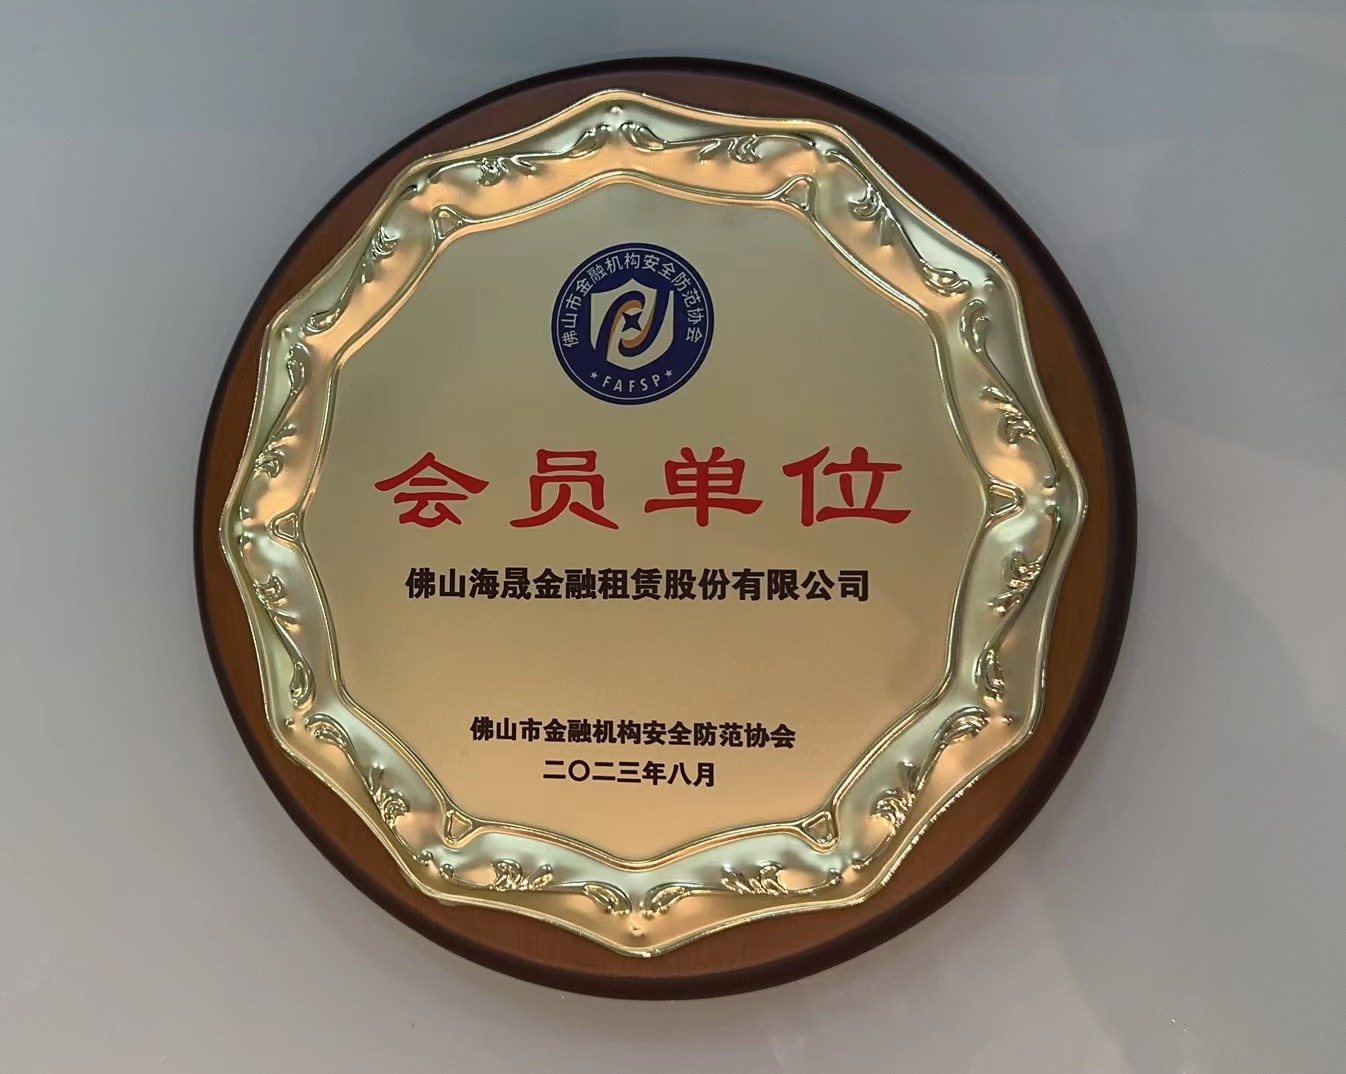 佛山市金融机构安全防范协会
★FAFSP★
会员单位
佛山海晟金融租赁股份有限公司
佛山市金融机构安全防范协会
二〇二三年八月